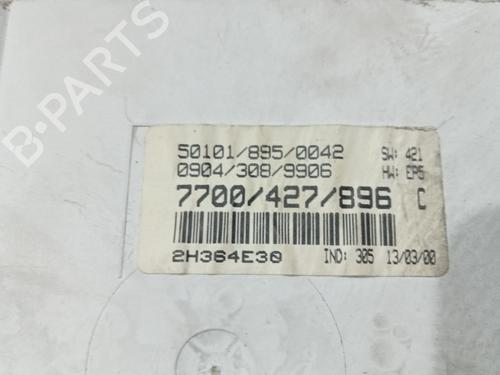 B-PARTS
50101/895/0042 SW: 421
0904/308/9906 HW: EP5
7700/427/896 C
2H364E30 IND: 305 13/03/00